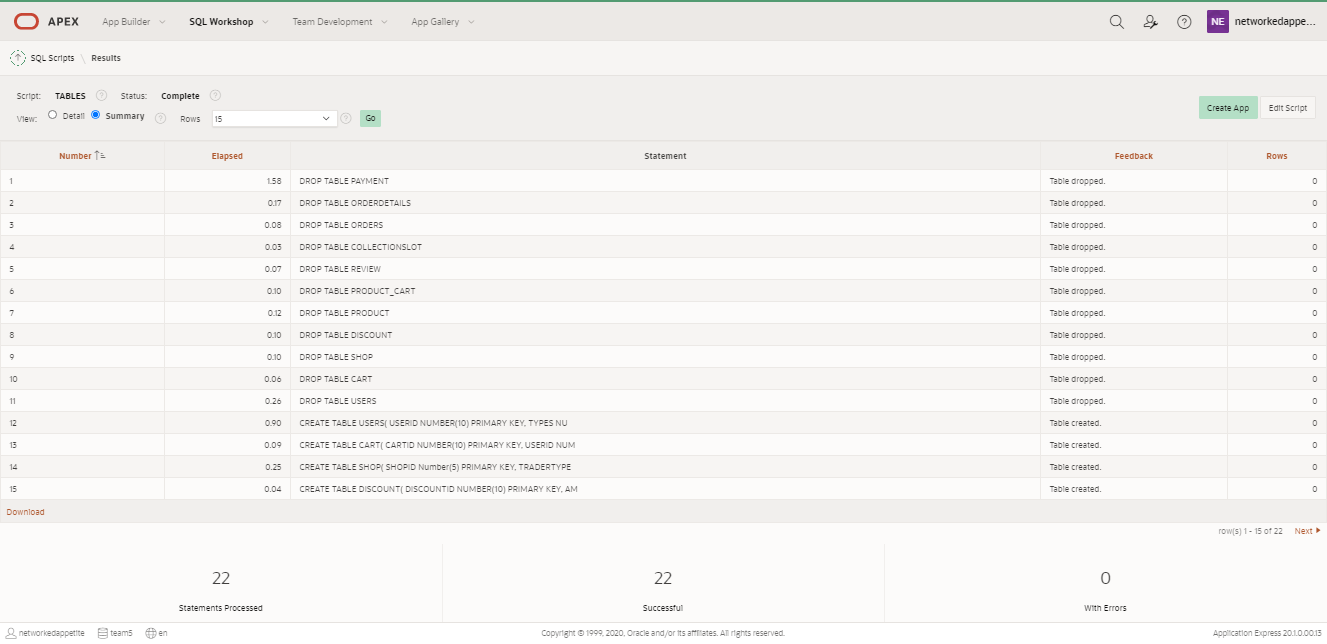 APEX App Builder SQL Workshop Team Development App Gallery NE networkedappe...
SQL Scripts \ Results
Script: TABLES ? Status: Complete ?
View: Detail Summary ? Rows 15 ? Go Create App Edit Script
Number Elapsed Statement Feedback Rows
1 1.58 DROP TABLE PAYMENT Table dropped. 0
2 0.17 DROP TABLE ORDERDETAILS Table dropped. 0
3 0.08 DROP TABLE ORDERS Table dropped. 0
4 0.03 DROP TABLE COLLECTIONSLOT Table dropped. 0
5 0.07 DROP TABLE REVIEW Table dropped. 0
6 0.10 DROP TABLE PRODUCT_CART Table dropped. 0
7 0.12 DROP TABLE PRODUCT Table dropped. 0
8 0.10 DROP TABLE DISCOUNT Table dropped. 0
9 0.10 DROP TABLE SHOP Table dropped. 0
10 0.06 DROP TABLE CART Table dropped. 0
11 0.26 DROP TABLE USERS Table dropped. 0
12 0.90 CREATE TABLE USERS( USERID NUMBER(10) PRIMARY KEY, TYPES NU Table created. 0
13 0.09 CREATE TABLE CART( CARTID NUMBER(10) PRIMARY KEY, USERID NUM Table created. 0
14 0.25 CREATE TABLE SHOP( SHOPID Number(5) PRIMARY KEY, TRADERTYPE Table created. 0
15 0.04 CREATE TABLE DISCOUNT( DISCOUNTID NUMBER(10) PRIMARY KEY, AM Table created. 0
Download
row(s) 1 - 15 of 22 Next
22 22 0
Statements Processed Successful With Errors
networkedappetite team5 en Copyright © 1999, 2020, Oracle and/or its affiliates. All rights reserved. Application Express 20.1.0.00.13